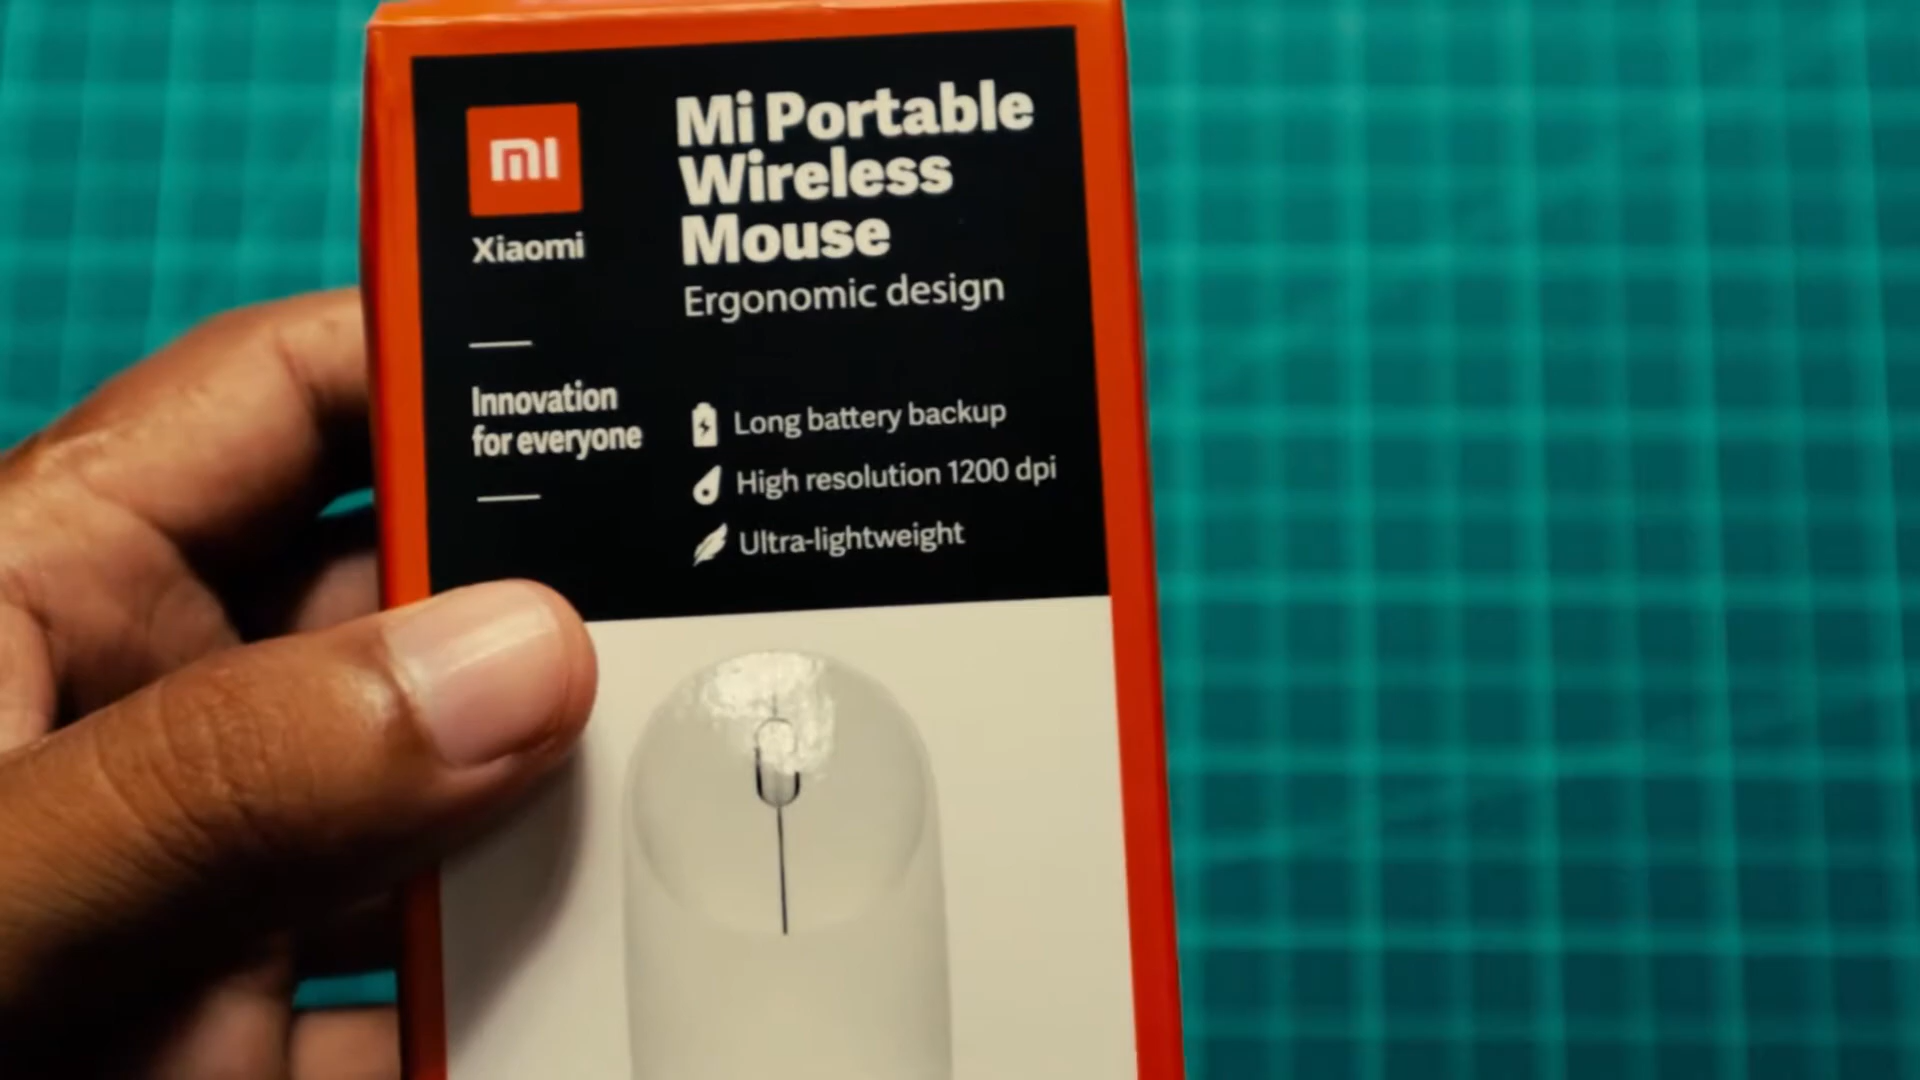 mi
Xiaomi
Innovation
for everyone
Mi Portable
Wireless
Mouse
Ergonomic design
Long battery backup
High resolution 1200 dpi
Ultra-lightweight